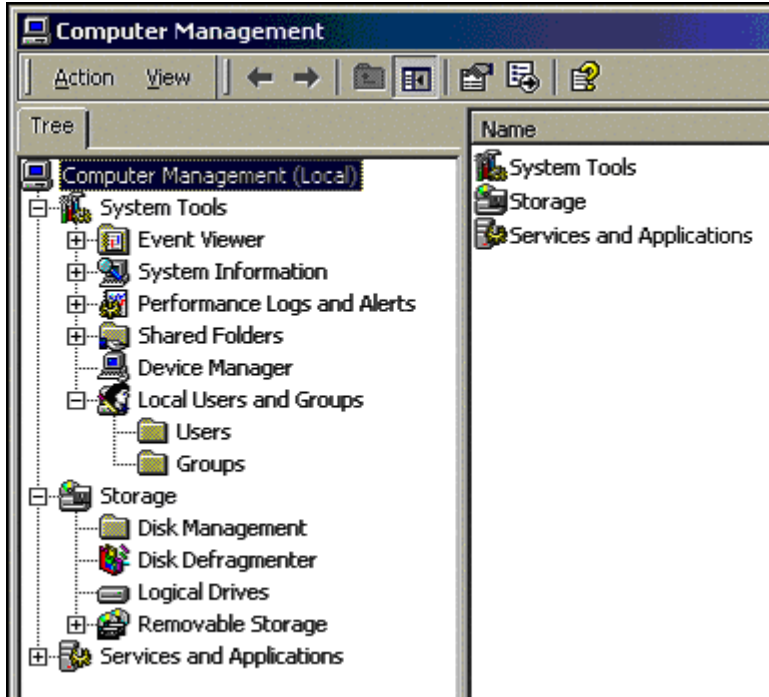 Computer Management
Action View
Tree
Name
Computer Management (Local)
System Tools
System Tools
Storage
Event Viewer
Services and Applications
System Information
Performance Logs and Alerts
Shared Folders
Device Manager
Local Users and Groups
Users
Groups
Storage
Disk Management
Disk Defragmenter
Logical Drives
Removable Storage
Services and Applications